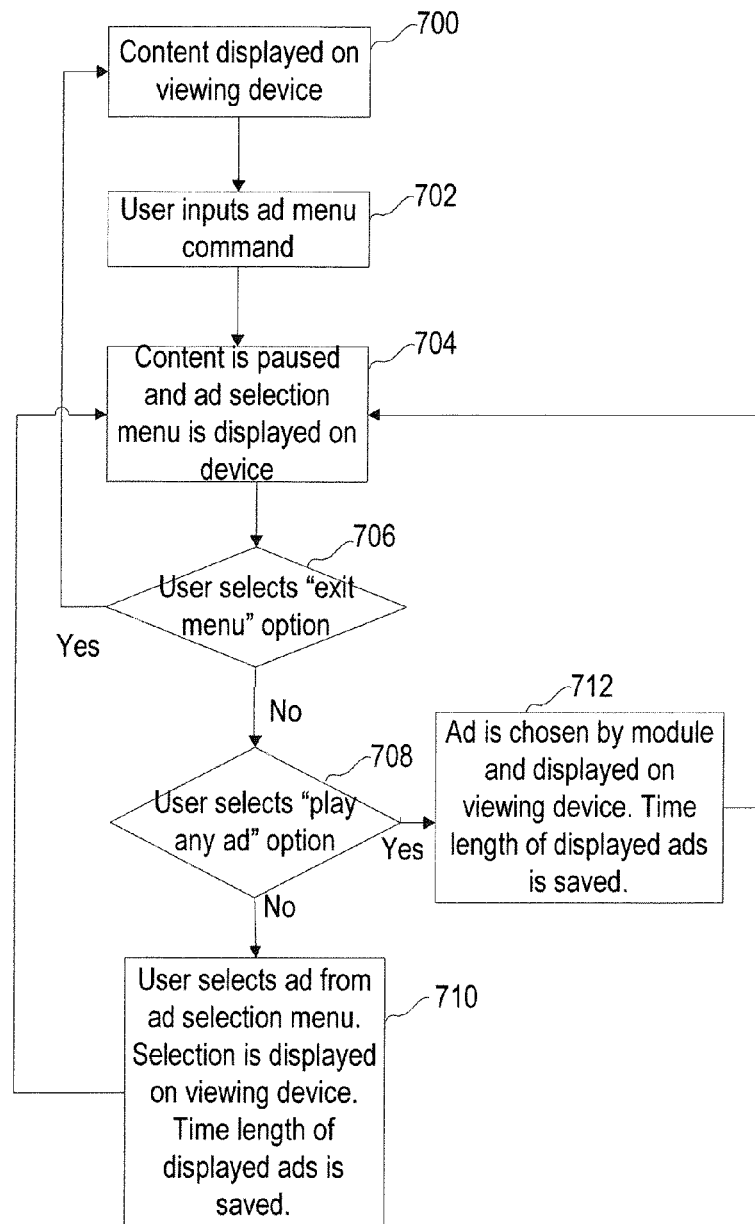 700
Content displayed on
viewing device
702
User inputs ad menu
command
704
Content is paused
and ad selection
menu is displayed on
device
706
User selects “exit
menu” option
Yes
No
708
User selects “play
any ad” option
Yes
No
712
Ad is chosen by module
and displayed on
viewing device. Time
length of displayed ads
is saved.
710
User selects ad from
ad selection menu.
Selection is displayed
on viewing device.
Time length of
displayed ads is
saved.